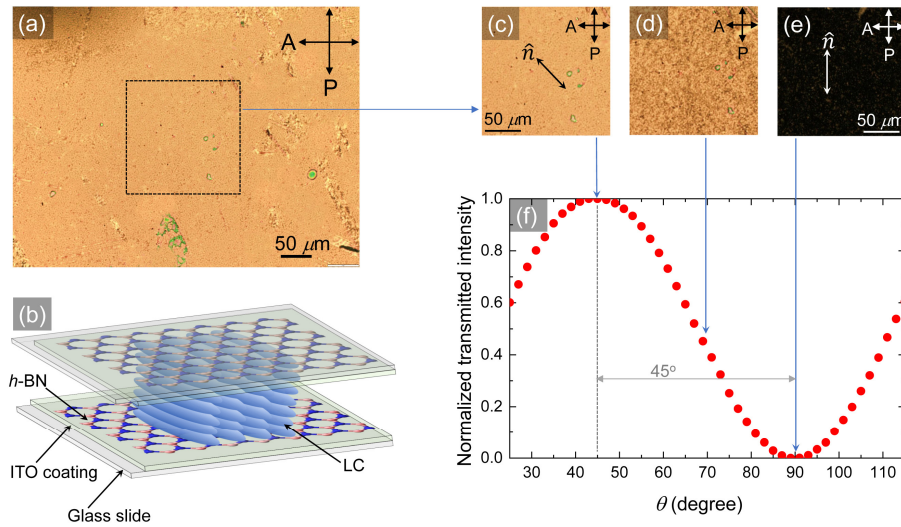 (a)
A
P
50 μm
(b)
h-BN
ITO coating
Glass slide
LC
(c)
A
P
n̂
50 μm
(d)
A
P
(e)
A
P
n̂
50 μm
(f)
Normalized transmitted intensity
1.0
0.8
0.6
0.4
0.2
0.0
45°
30 40 50 60 70 80 90 100 110
θ (degree)